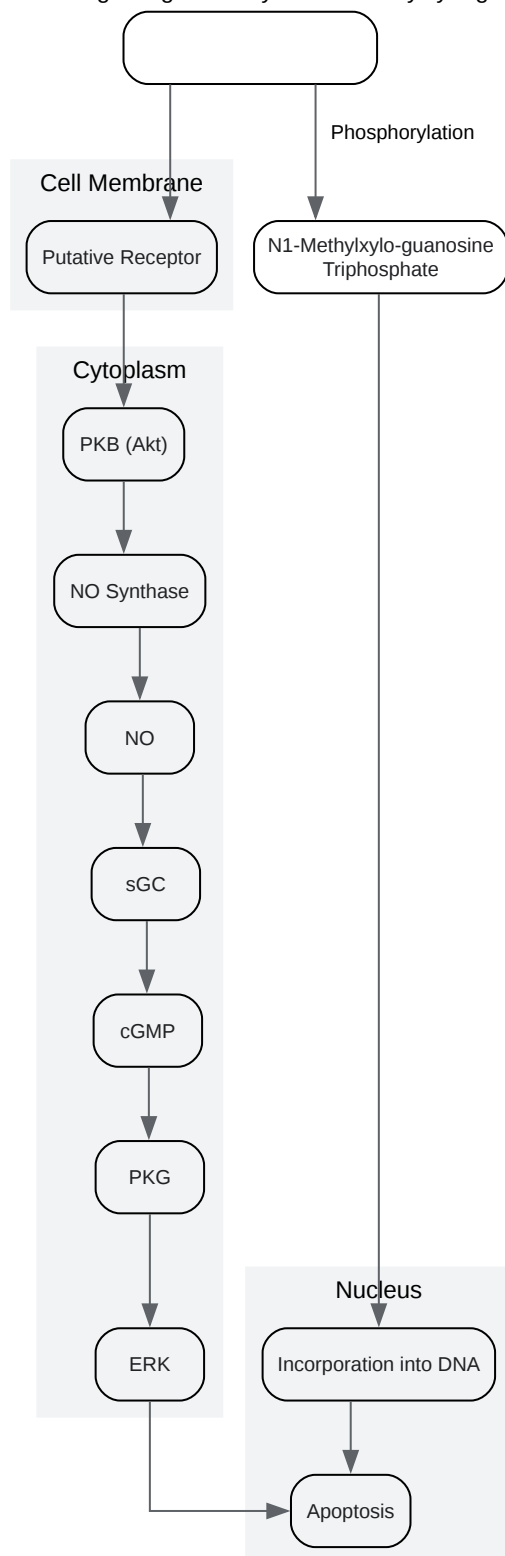 Phosphorylation
Cell Membrane
Putative Receptor
N1-Methylxylo-guanosine
Triphosphate
Cytoplasm
PKB (Akt)
NO Synthase
NO
sGC
cGMP
PKG
ERK
Nucleus
Incorporation into DNA
Apoptosis